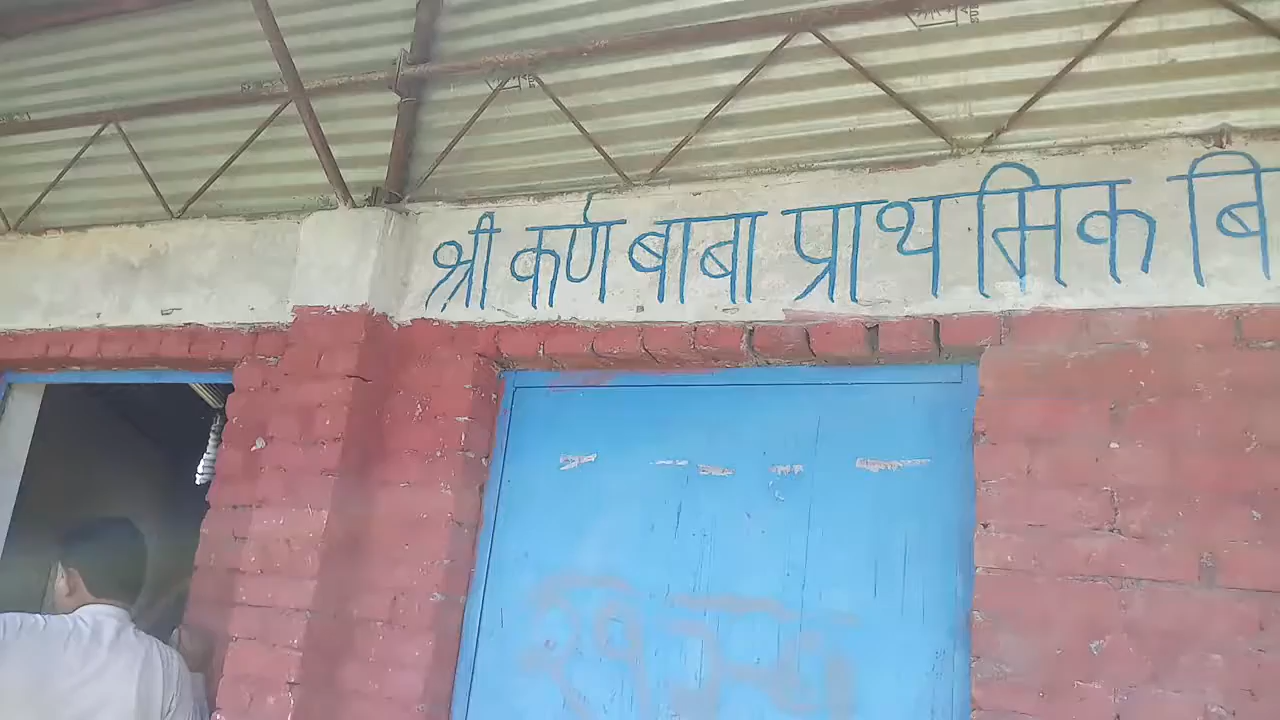 श्री कर्ण बाबा प्राथमिक बि